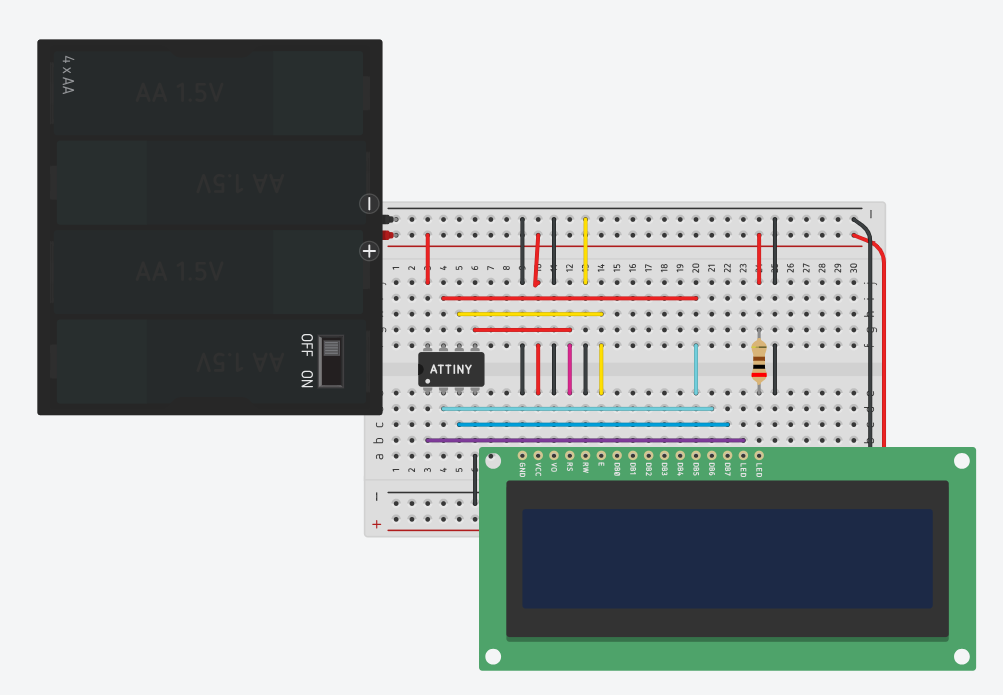 4 x AA
AA 1.5V
AA 1.5V
AA 1.5V
AA 1.5V
OFF ON
−
+
−
1 2 3 4 5 6 7 8 9 10 11 12 13 14 15 16 17 18 19 20 21 22 23 24 25 26 27 28 29 30
j
i
h
g
f
ATTINY
e
d
c
b
a
1 2 3 4 5 6
GND VCC VO RS RW E DB0 DB1 DB2 DB3 DB4 DB5 DB6 DB7 LED LED
−
+